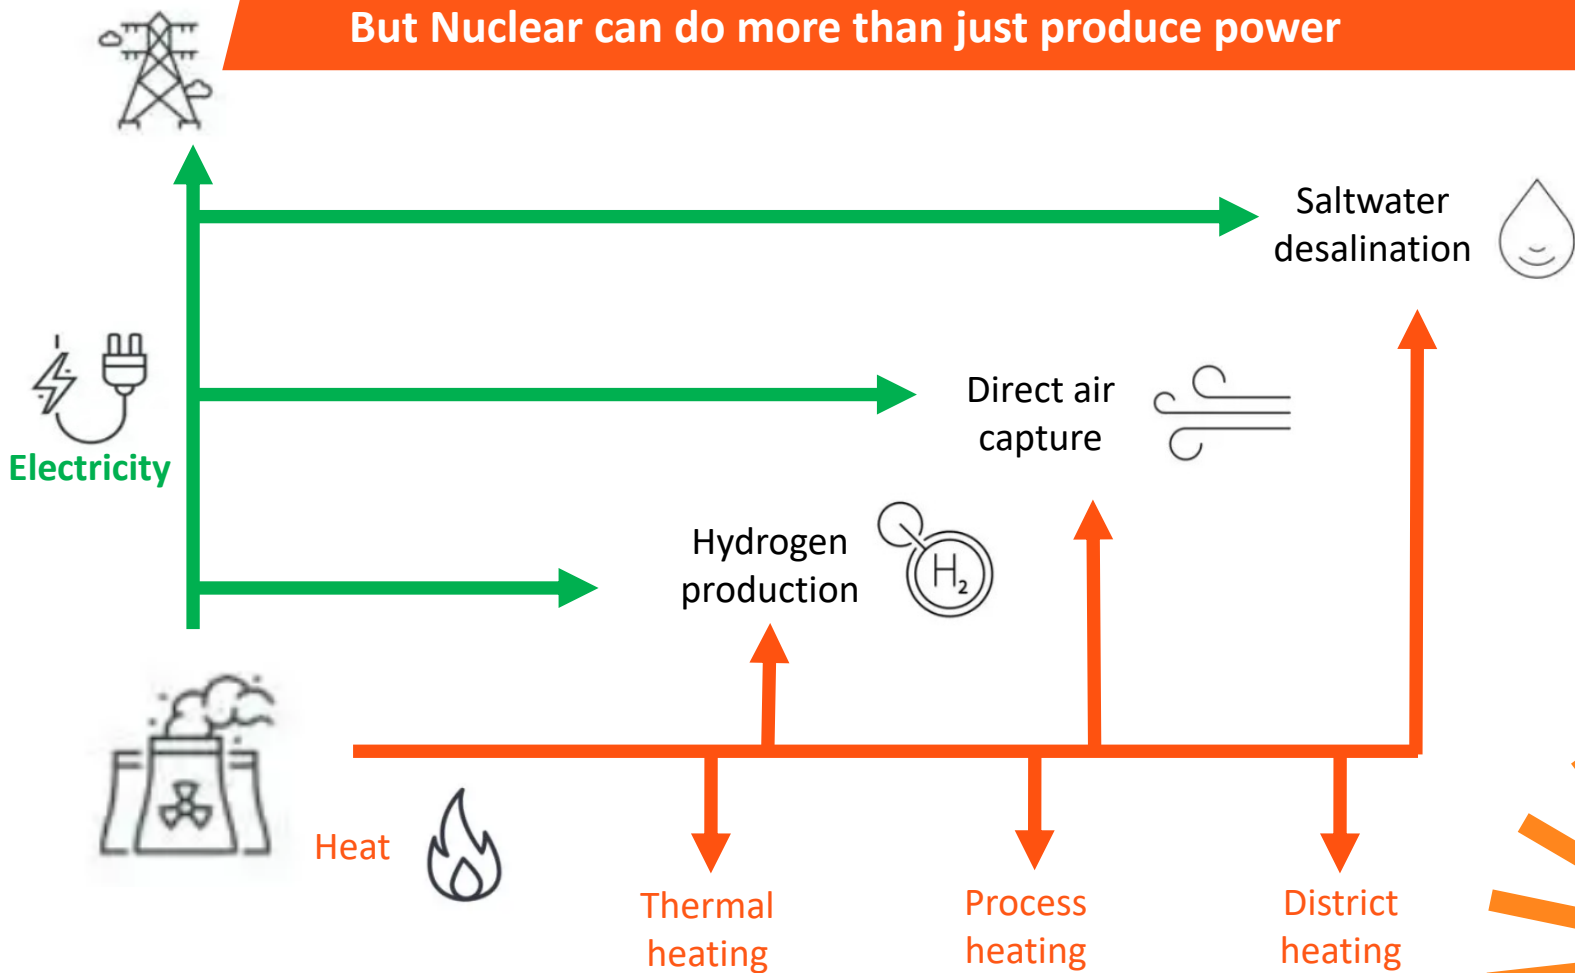 But Nuclear can do more than just produce power
Saltwater
desalination
Direct air
capture
Electricity
Hydrogen
production
H₂
Heat
Thermal
heating
Process
heating
District
heating